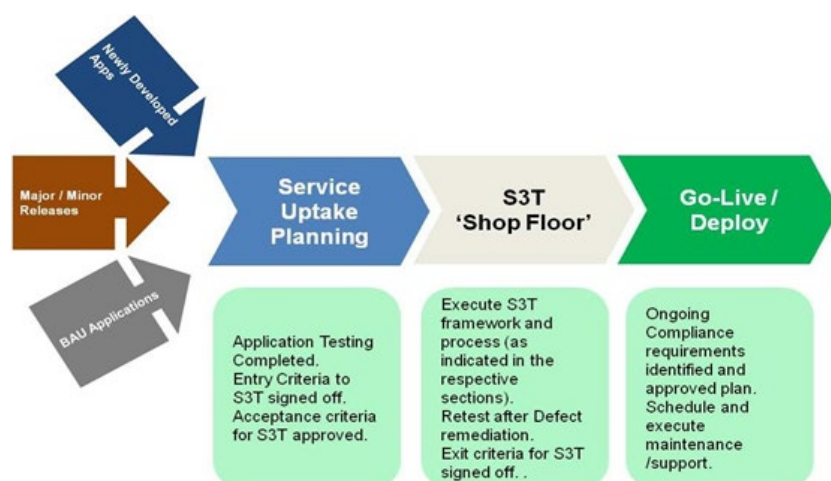 Newly Developed
Apps
Major / Minor
Releases
BAU Applications
Service
Uptake
Planning
S3T
‘Shop Floor’
Go-Live /
Deploy
Application Testing
Completed.
Entry Criteria to
S3T signed off.
Acceptance criteria
for S3T approved.
Execute S3T
framework and
process (as
indicated in the
respective
sections).
Retest after Defect
remediation.
Exit criteria for S3T
signed off. .
Ongoing
Compliance
requirements
identified and
approved plan.
Schedule and
execute
maintenance
/support.